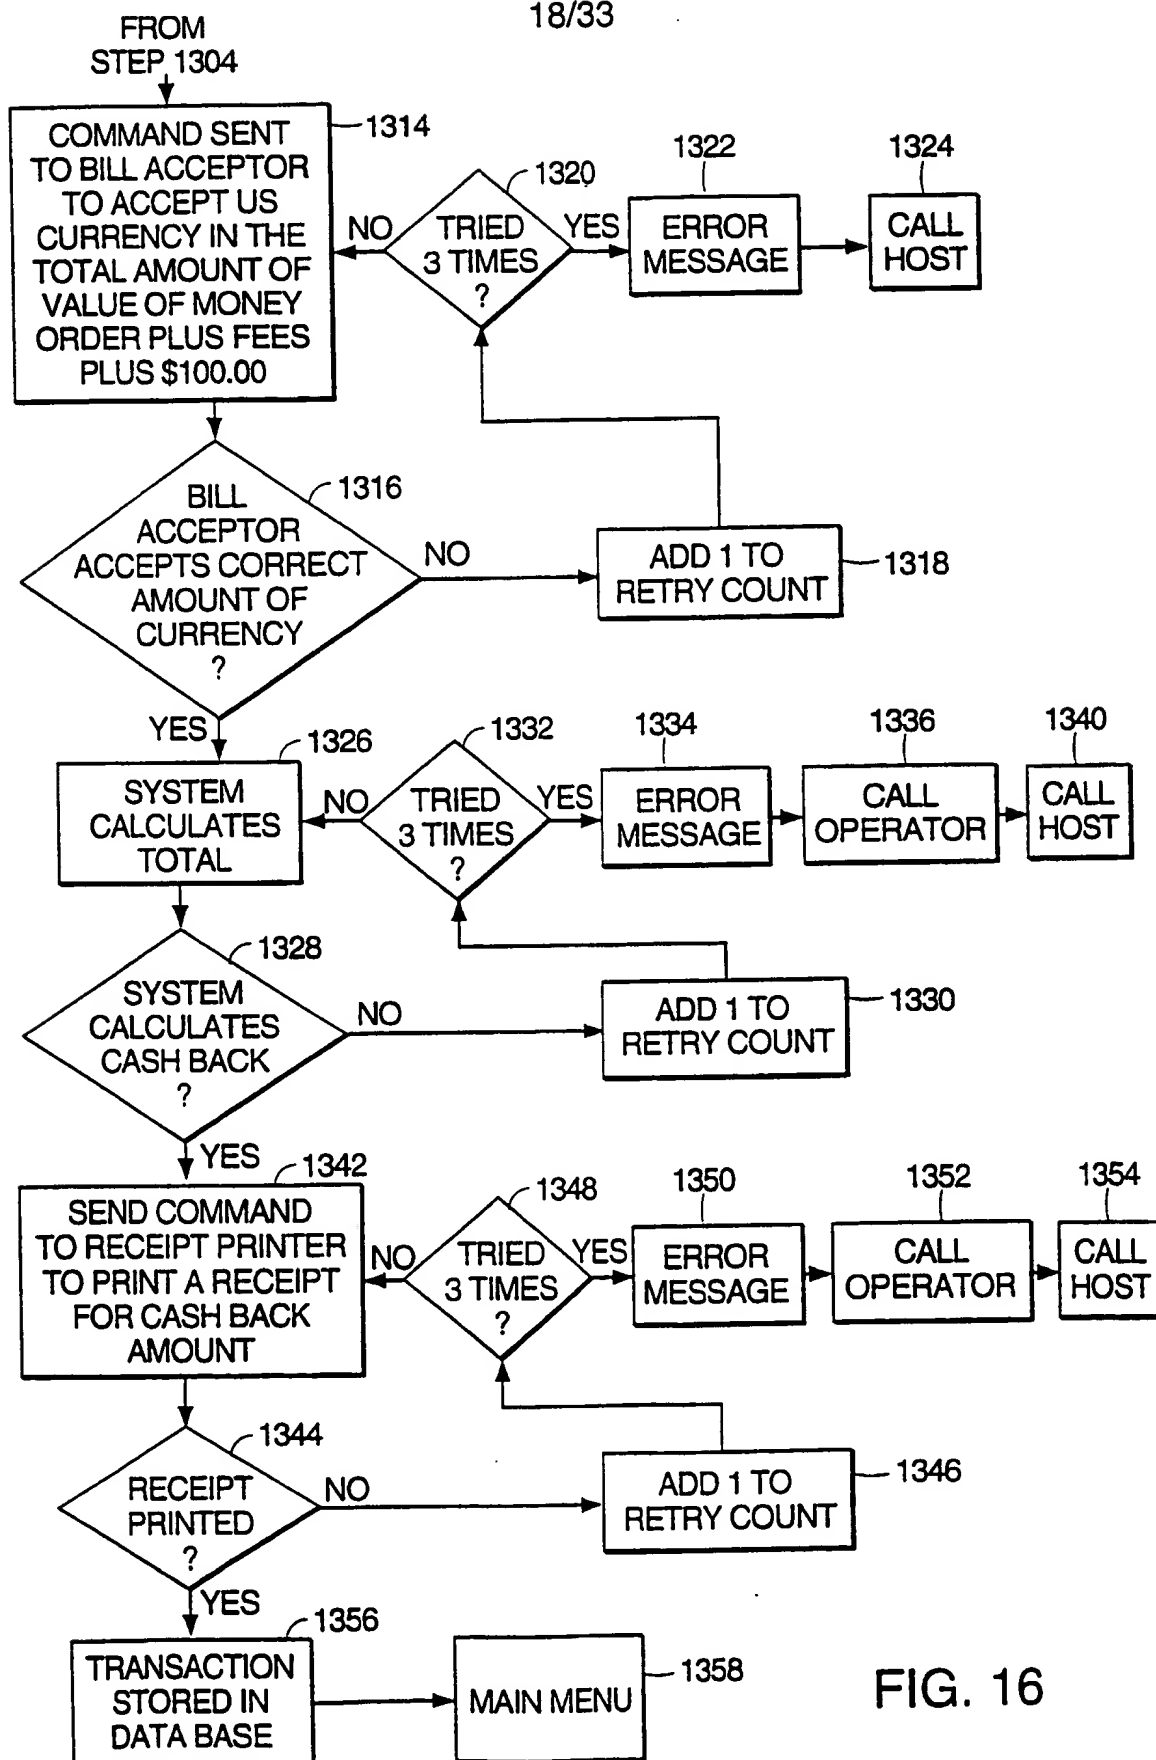 18/33
FROM
STEP 1304
COMMAND SENT
TO BILL ACCEPTOR
TO ACCEPT US
CURRENCY IN THE
TOTAL AMOUNT OF
VALUE OF MONEY
ORDER PLUS FEES
PLUS $100.00
1314
TRIED
3 TIMES
?
1320
NO
YES
ERROR
MESSAGE
1322
CALL
HOST
1324
BILL
ACCEPTOR
ACCEPTS CORRECT
AMOUNT OF
CURRENCY
?
1316
NO
ADD 1 TO
RETRY COUNT
1318
YES
SYSTEM
CALCULATES
TOTAL
1326
NO
TRIED
3 TIMES
?
1332
YES
ERROR
MESSAGE
1334
CALL
OPERATOR
1336
CALL
HOST
1340
SYSTEM
CALCULATES
CASH BACK
?
1328
NO
ADD 1 TO
RETRY COUNT
1330
YES
SEND COMMAND
TO RECEIPT PRINTER
TO PRINT A RECEIPT
FOR CASH BACK
AMOUNT
1342
NO
TRIED
3 TIMES
?
1348
YES
ERROR
MESSAGE
1350
CALL
OPERATOR
1352
CALL
HOST
1354
RECEIPT
PRINTED
?
1344
NO
ADD 1 TO
RETRY COUNT
1346
YES
TRANSACTION
STORED IN
DATA BASE
1356
MAIN MENU
1358
FIG. 16